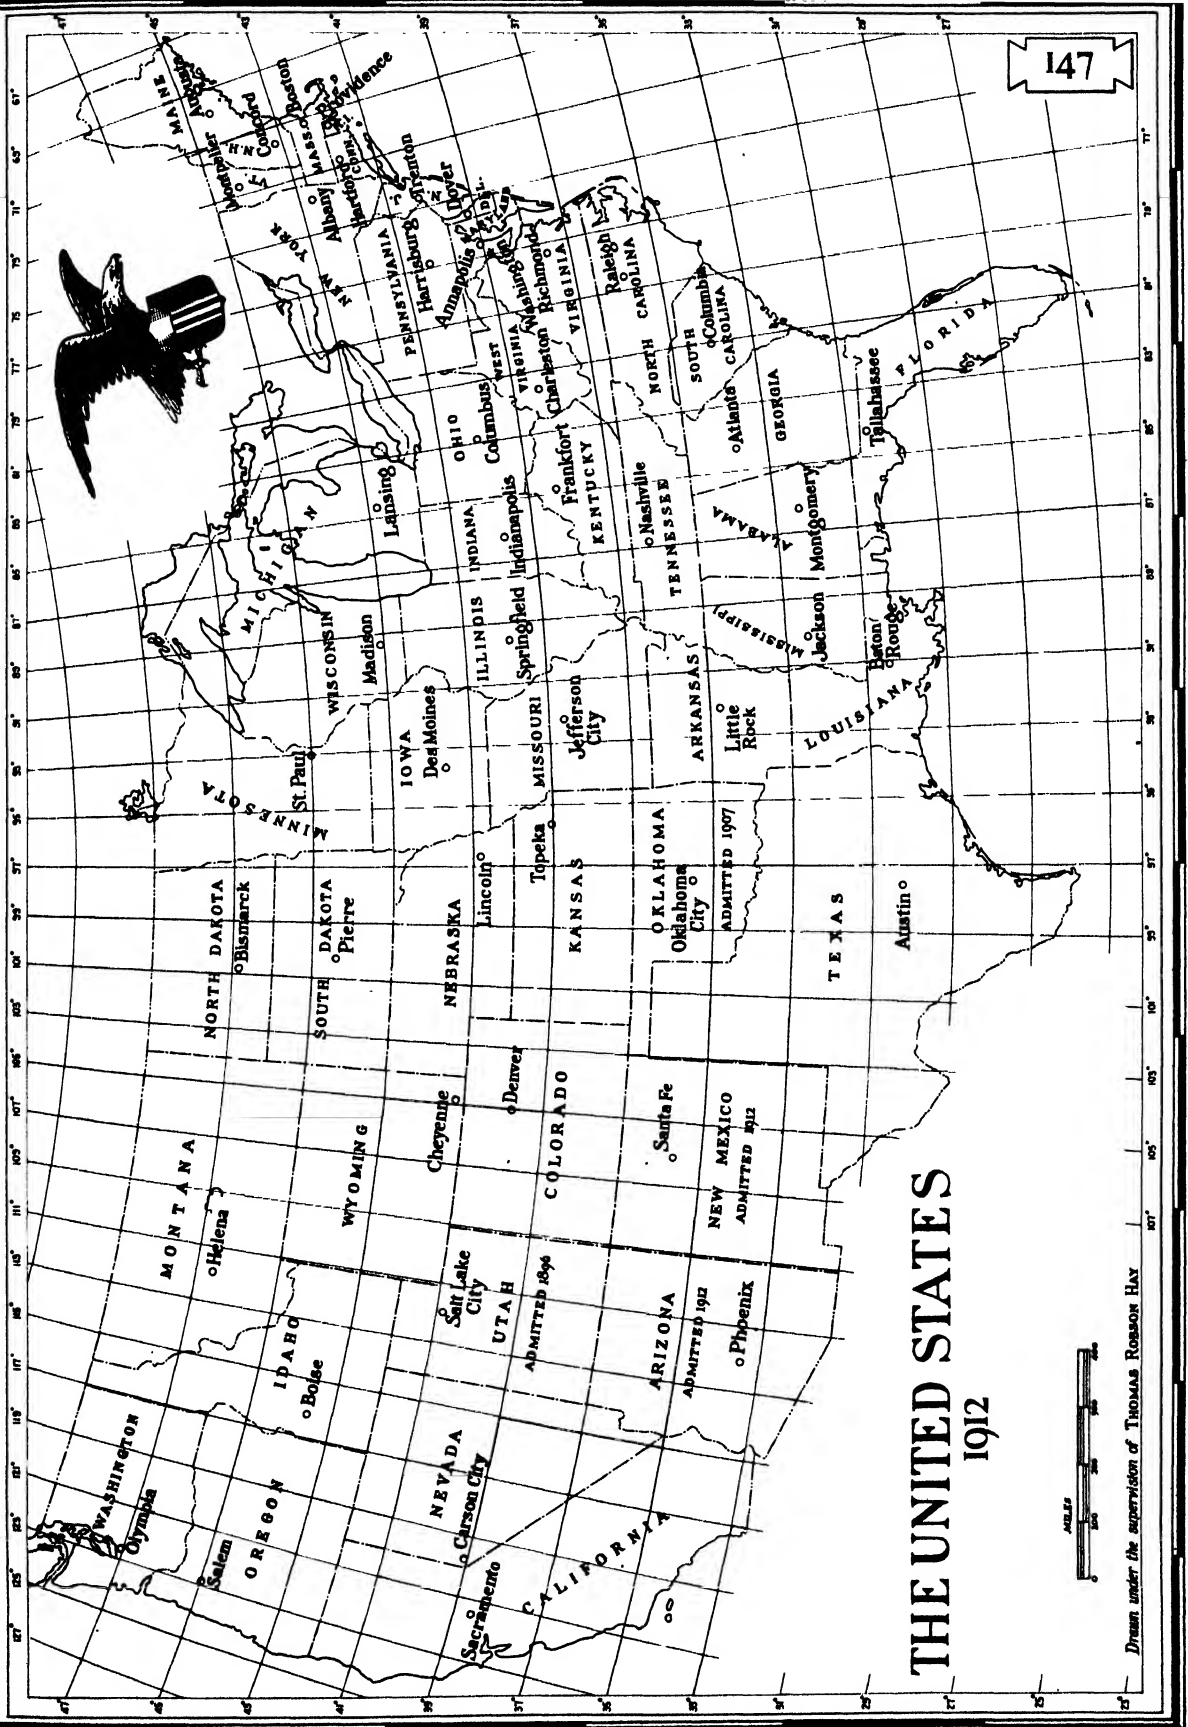 147
MAINE
Augusta
Montpelier
VT.
N.H.
Concord
Boston
MASS.
Providence
R.I.
Hartford
CONN.
Albany
NEW YORK
Trenton
N.J.
PENNSYLVANIA
Harrisburg
Dover
DEL.
MARYLAND
Annapolis
Washington
WEST VIRGINIA
Charleston
Richmond
VIRGINIA
Raleigh
NORTH CAROLINA
Columbia
SOUTH CAROLINA
Atlanta
GEORGIA
Tallahassee
FLORIDA
OHIO
Columbus
Frankfort
KENTUCKY
Nashville
TENNESSEE
ALABAMA
Montgomery
MICHIGAN
Lansing
INDIANA
Indianapolis
ILLINOIS
Springfield
WISCONSIN
Madison
MISSISSIPPI
Jackson
Baton
Rouge
LOUISIANA
MINNESOTA
St. Paul
IOWA
Des Moines
MISSOURI
Jefferson
City
ARKANSAS
Little
Rock
NORTH DAKOTA
Bismarck
SOUTH DAKOTA
Pierre
NEBRASKA
Lincoln
Topeka
KANSAS
OKLAHOMA
Oklahoma
City
ADMITTED 1907
TEXAS
Austin
MONTANA
Helena
WYOMING
Cheyenne
Denver
COLORADO
Santa Fe
NEW MEXICO
ADMITTED 1912
IDAHO
Boise
Salt Lake
City
UTAH
ADMITTED 1896
ARIZONA
ADMITTED 1912
Phoenix
WASHINGTON
Olympia
Salem
OREGON
NEVADA
Carson City
Sacramento
CALIFORNIA
THE UNITED STATES
1912
MILES
Drawn under the supervision of THOMAS ROBSON HAY